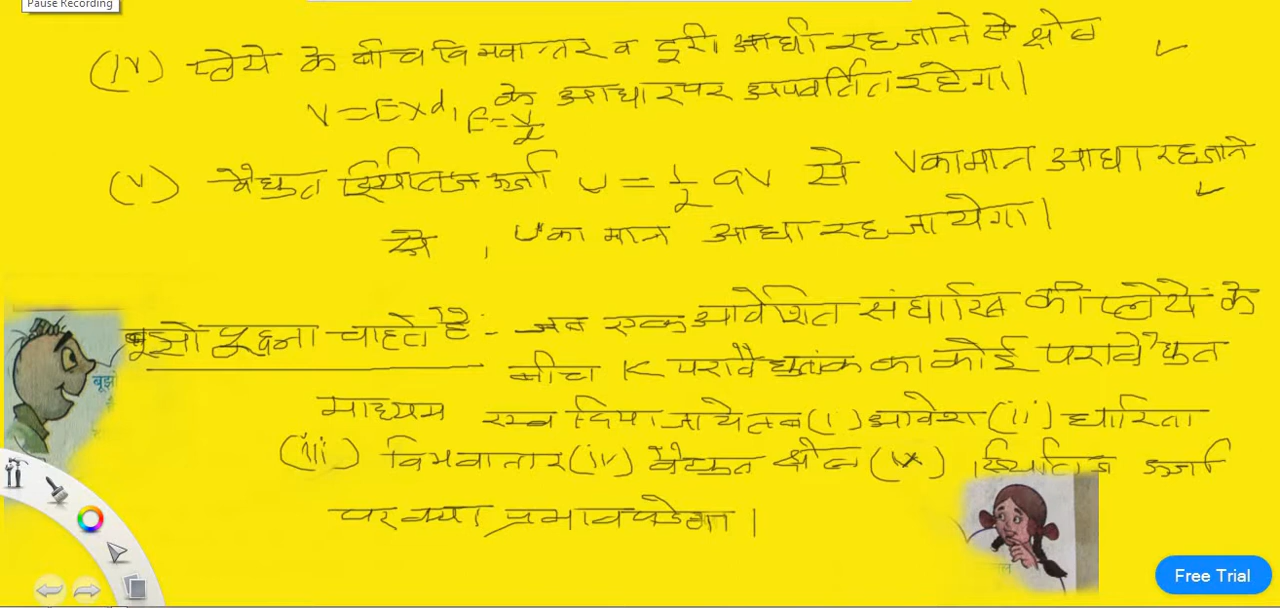 Pause Recording
(iv) प्लेटो के बीच विभवान्तर व दूरी आधी रह जाने से क्षेत्र
V = E x d, E = V/d के आधार पर अपरिवर्तित रहेगा।
(v) वैद्युत स्थितिज ऊर्जा U = 1/2 QV से V का मान आधा रह जाने
से , U का मान आधा रह जायेगा।
बूझो पूछना चाहते है :- जब एक आवेशित संधारित्र की प्लेटो के
बूझो
बीच K परावैद्युतांक का कोई परावैद्युत
माध्यम रख दिया जाये तब (i) आवेश (ii) धारिता
(iii) विभवान्तर (iv) वैद्युत क्षेत्र (v) स्थितिज ऊर्जा
पर क्या प्रभाव पडेगा।
Free Trial